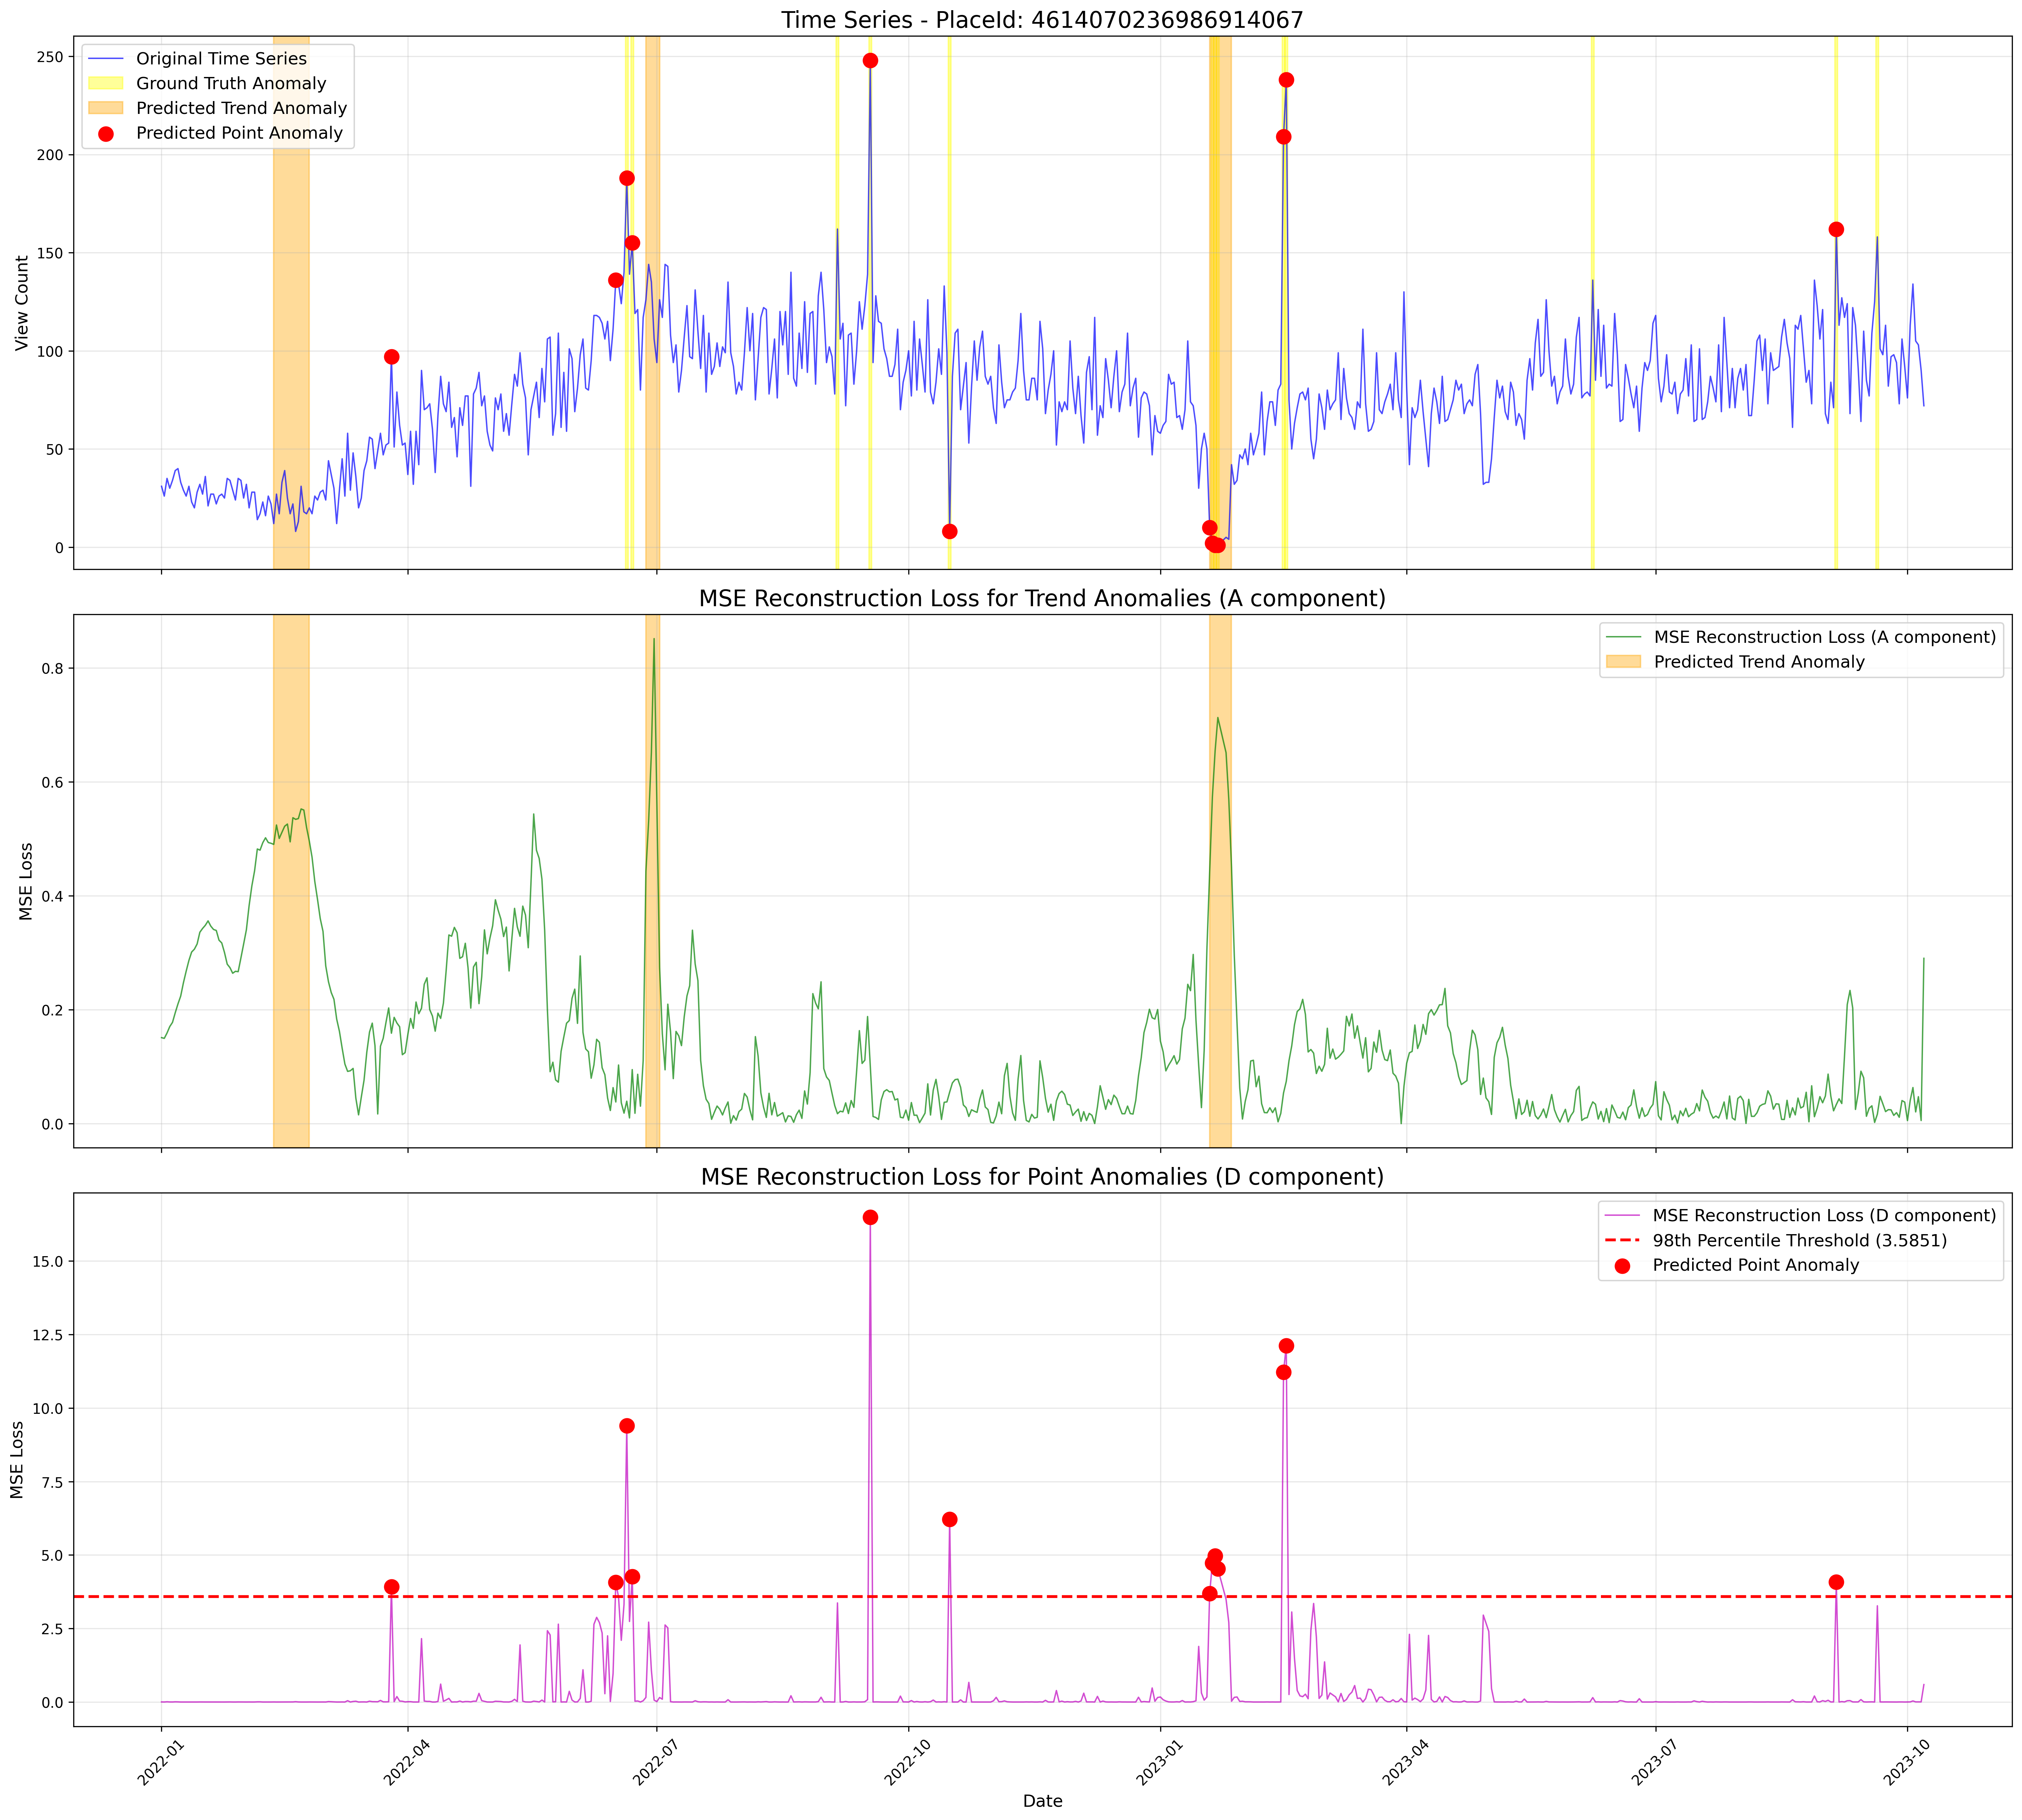 Time Series - PlaceId: 4614070236986914067
Original Time Series
Ground Truth Anomaly
Predicted Trend Anomaly
Predicted Point Anomaly
View Count
250
200
150
100
50
0
MSE Reconstruction Loss for Trend Anomalies (A component)
MSE Reconstruction Loss (A component)
Predicted Trend Anomaly
MSE Loss
0.8
0.6
0.4
0.2
0.0
MSE Reconstruction Loss for Point Anomalies (D component)
MSE Reconstruction Loss (D component)
98th Percentile Threshold (3.5851)
Predicted Point Anomaly
MSE Loss
15.0
12.5
10.0
7.5
5.0
2.5
0.0
2022-01
2022-04
2022-07
2022-10
2023-01
2023-04
2023-07
2023-10
Date